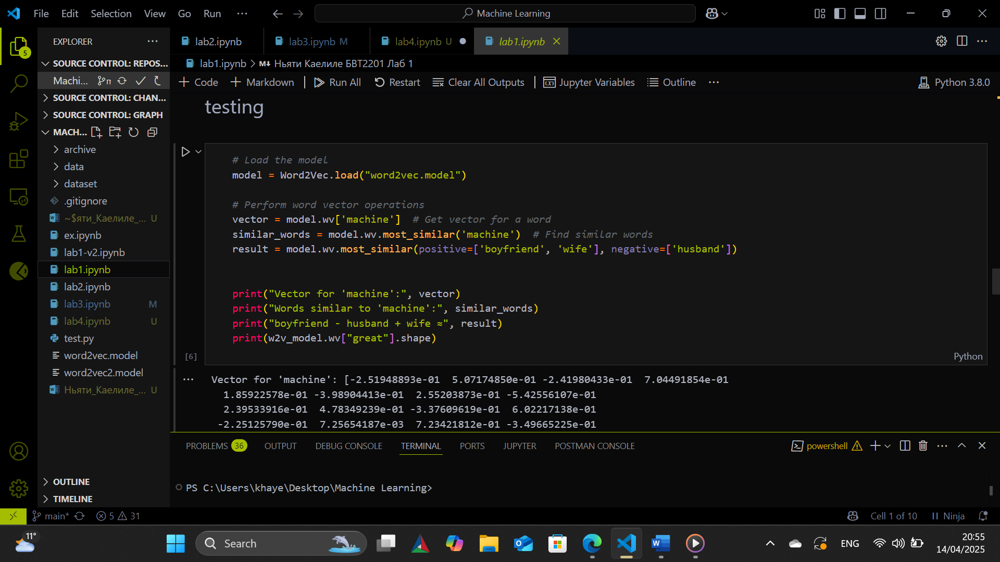 File Edit Selection View Go Run ···
Machine Learning
EXPLORER
SOURCE CONTROL: REPOS...
Machi...
SOURCE CONTROL: CHAN...
SOURCE CONTROL: GRAPH
MACH...
archive
data
dataset
.gitignore
~$яти_Каелиле_... U
ex.ipynb
lab1-v2.ipynb
lab1.ipynb
lab2.ipynb
lab3.ipynb M
lab4.ipynb U
test.py
word2vec.model
word2vec2.model
Ньяти_Каелиле_... U
OUTLINE
TIMELINE
5
lab2.ipynb
lab3.ipynb M
lab4.ipynb U
lab1.ipynb
lab1.ipynb > M↓ Ньяти Каелиле БВТ2201 Лаб 1
+ Code + Markdown | Run All Restart Clear All Outputs | Jupyter Variables Outline ···
Python 3.8.0
testing
# Load the model
model = Word2Vec.load("word2vec.model")
# Perform word vector operations
vector = model.wv['machine']  # Get vector for a word
similar_words = model.wv.most_similar('machine')  # Find similar words
result = model.wv.most_similar(positive=['boyfriend', 'wife'], negative=['husband'])
print("Vector for 'machine':", vector)
print("Words similar to 'machine':", similar_words)
print("boyfriend - husband + wife ≈", result)
print(w2v_model.wv["great"].shape)
[6]
Python
Vector for 'machine': [-2.51948893e-01  5.07174850e-01 -2.41980433e-01  7.04491854e-01
1.85922578e-01 -3.98904413e-01  2.55203873e-01 -5.42556107e-01
2.39533916e-01  4.78349239e-01 -3.37609619e-01  6.02217138e-01
-2.25125790e-01  7.25654187e-03  7.23421812e-01 -3.49665225e-01
PROBLEMS 36 OUTPUT DEBUG CONSOLE TERMINAL PORTS JUPYTER POSTMAN CONSOLE
powershell
PS C:\Users\khaye\Desktop\Machine Learning>
main* 5 31
Cell 1 of 10 Ninja
11°
Search
ENG
20:55
14/04/2025